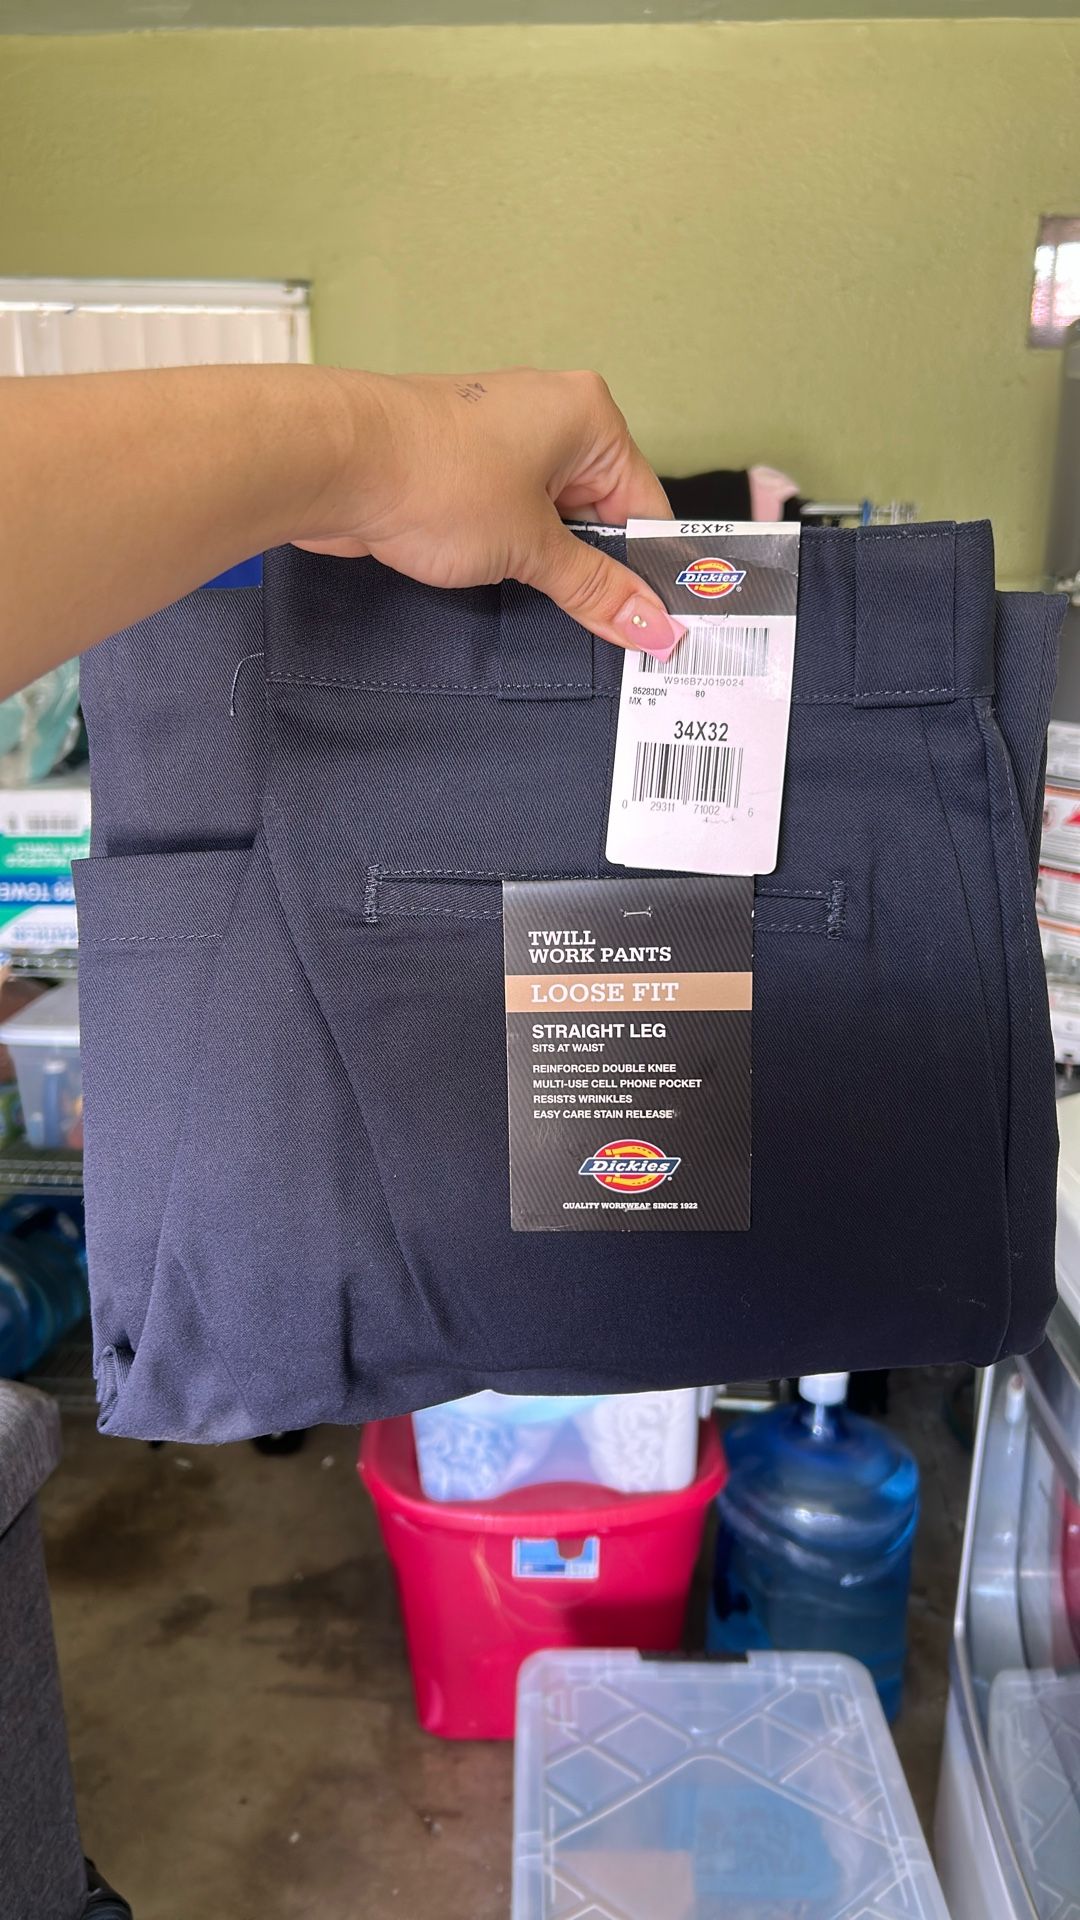 34X32
Dickies
W916B7J019024
85283DN 80
MX 16
34X32
0 29311 71002 6
TWILL
WORK PANTS
LOOSE FIT
STRAIGHT LEG
SITS AT WAIST
REINFORCED DOUBLE KNEE
MULTI-USE CELL PHONE POCKET
RESISTS WRINKLES
EASY CARE STAIN RELEASE
Dickies
QUALITY WORKWEAR SINCE 1922